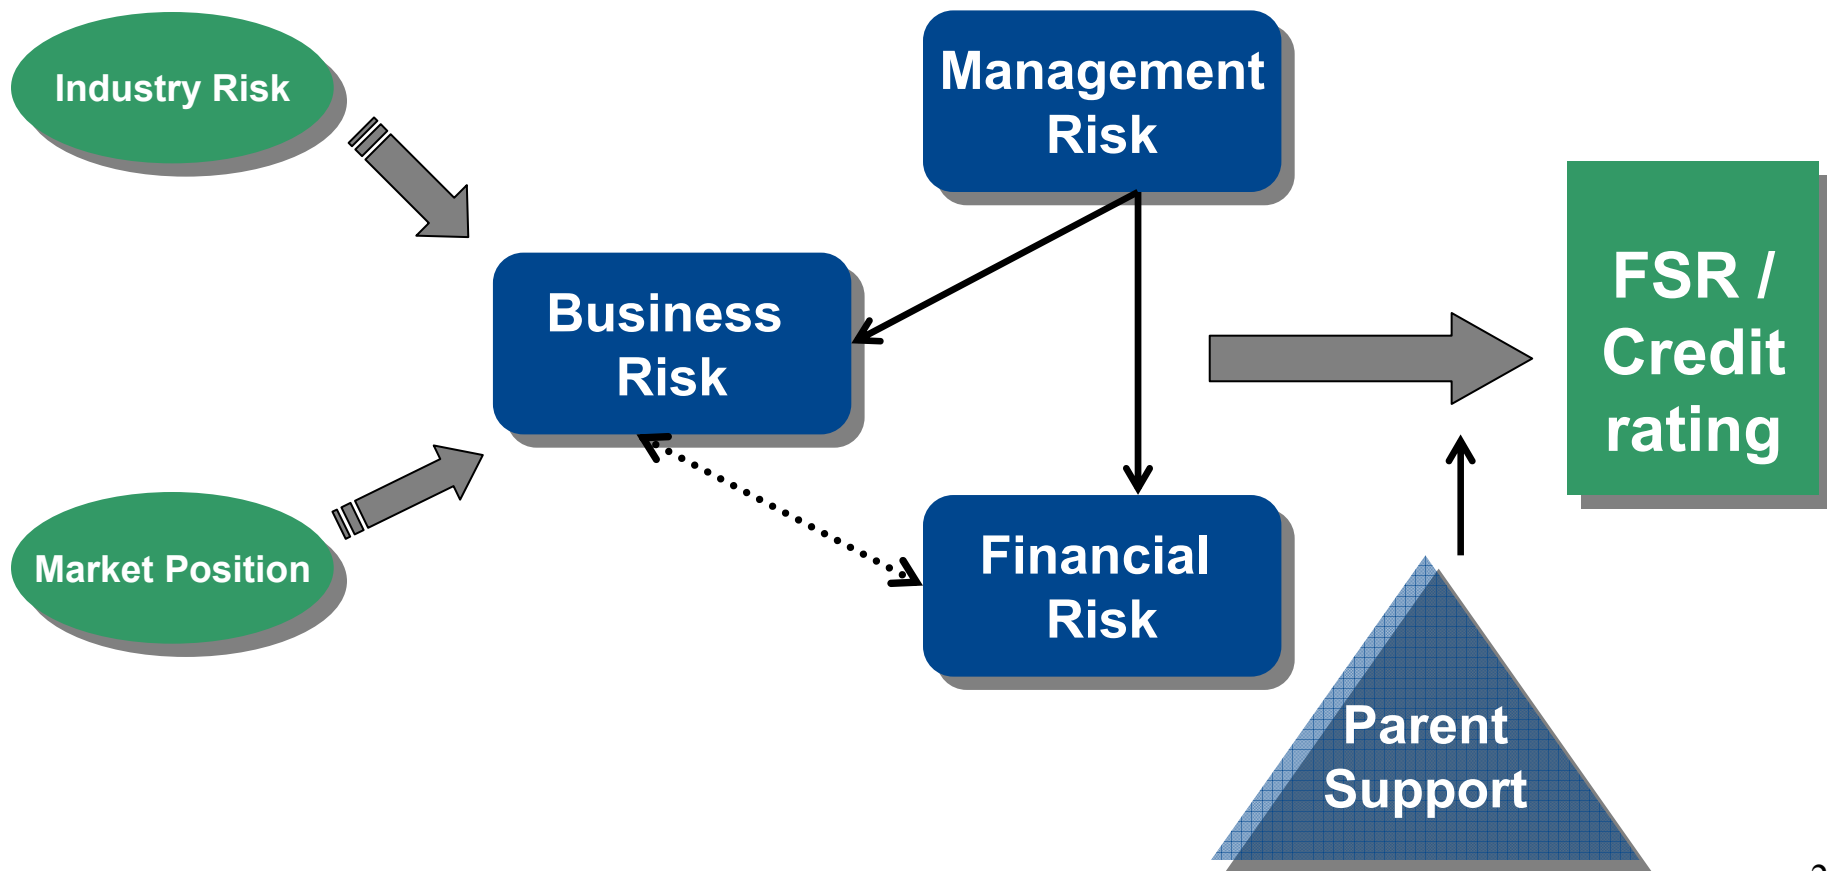 Industry Risk
Management
Risk
Business
Risk
FSR /
Credit
rating
Market Position
Financial
Risk
Parent
Support